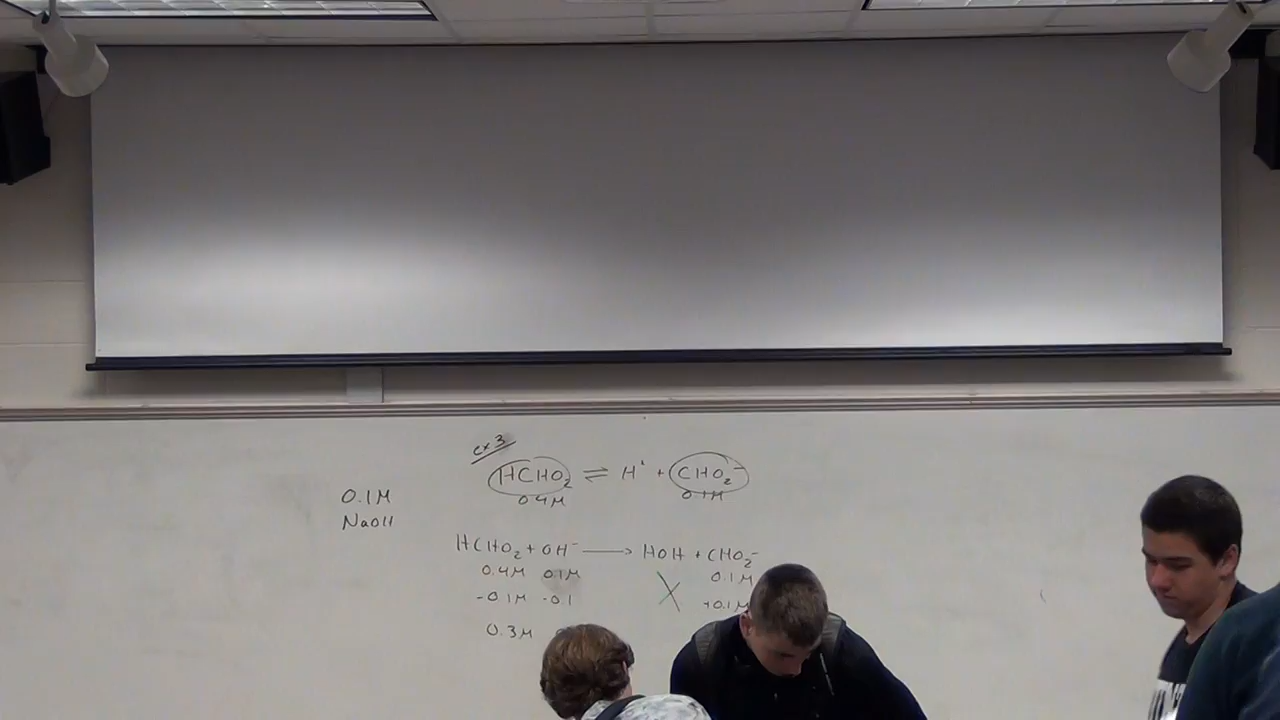 ex 3
HCHO₂ ⇌ H⁺ + CHO₂⁻
0.4M 0.1M
0.1M
NaOH
HCHO₂ + OH⁻ → HOH + CHO₂⁻
0.4M 0.1M 0.1M
-0.1M -0.1 +0.1M
0.3M